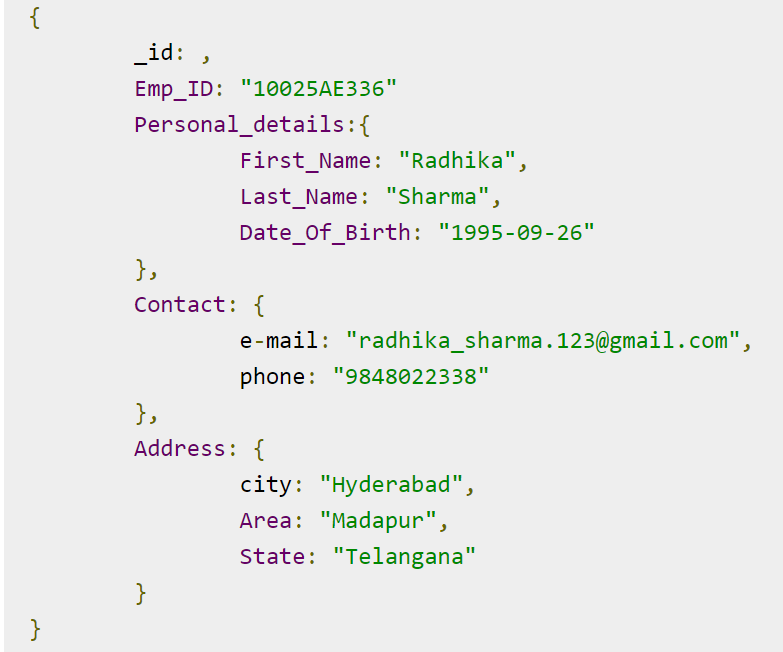 {
_id: ,
Emp_ID: "10025AE336"
Personal_details:{
First_Name: "Radhika",
Last_Name: "Sharma",
Date_Of_Birth: "1995-09-26"
},
Contact: {
e-mail: "radhika_sharma.123@gmail.com",
phone: "9848022338"
},
Address: {
city: "Hyderabad",
Area: "Madapur",
State: "Telangana"
}
}